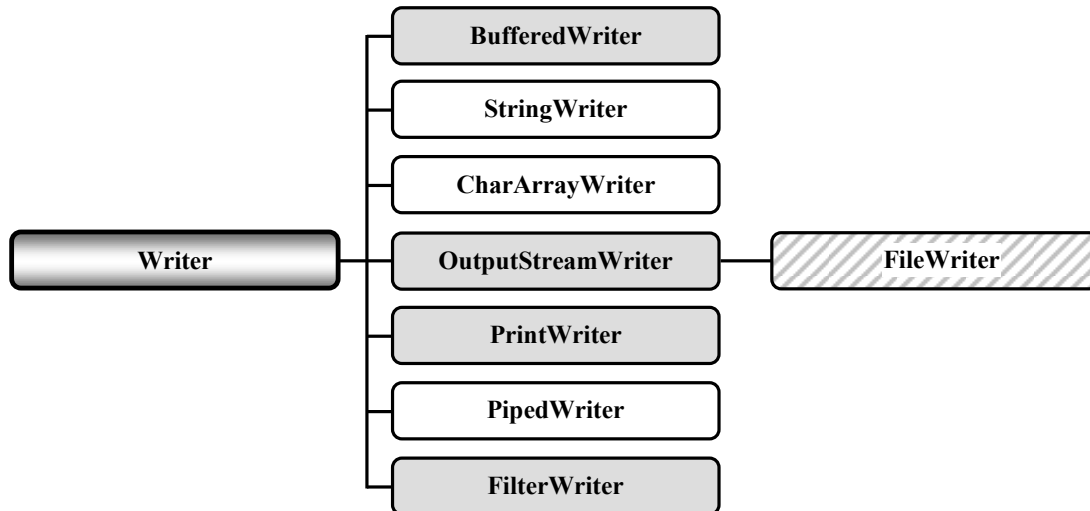 BufferedWriter
StringWriter
CharArrayWriter
Writer
OutputStreamWriter
FileWriter
PrintWriter
PipedWriter
FilterWriter